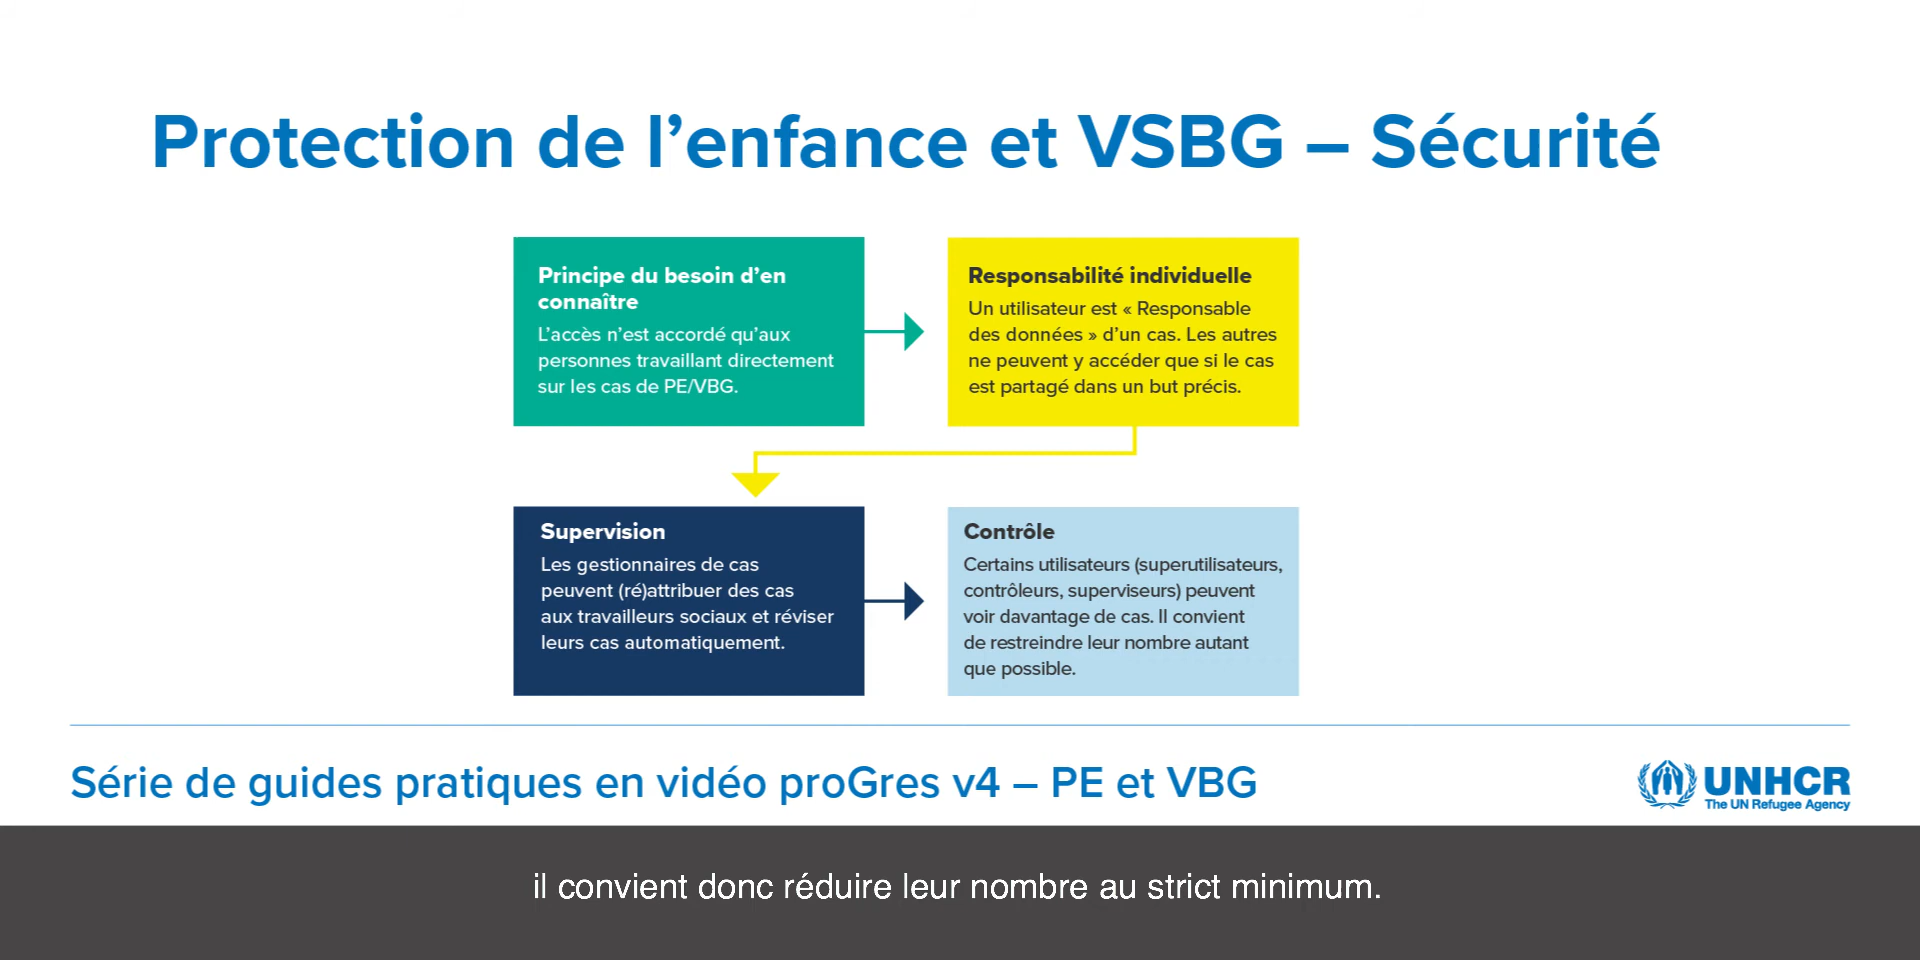 Protection de l’enfance et VSBG – Sécurité
Principe du besoin d’en
connaître
L’accès n’est accordé qu’aux
personnes travaillant directement
sur les cas de PE/VBG.
Responsabilité individuelle
Un utilisateur est « Responsable
des données » d’un cas. Les autres
ne peuvent y accéder que si le cas
est partagé dans un but précis.
Supervision
Les gestionnaires de cas
peuvent (ré)attribuer des cas
aux travailleurs sociaux et réviser
leurs cas automatiquement.
Contrôle
Certains utilisateurs (superutilisateurs,
contrôleurs, superviseurs) peuvent
voir davantage de cas. Il convient
de restreindre leur nombre autant
que possible.
Série de guides pratiques en vidéo proGres v4 – PE et VBG
UNHCR
The UN Refugee Agency
il convient donc réduire leur nombre au strict minimum.